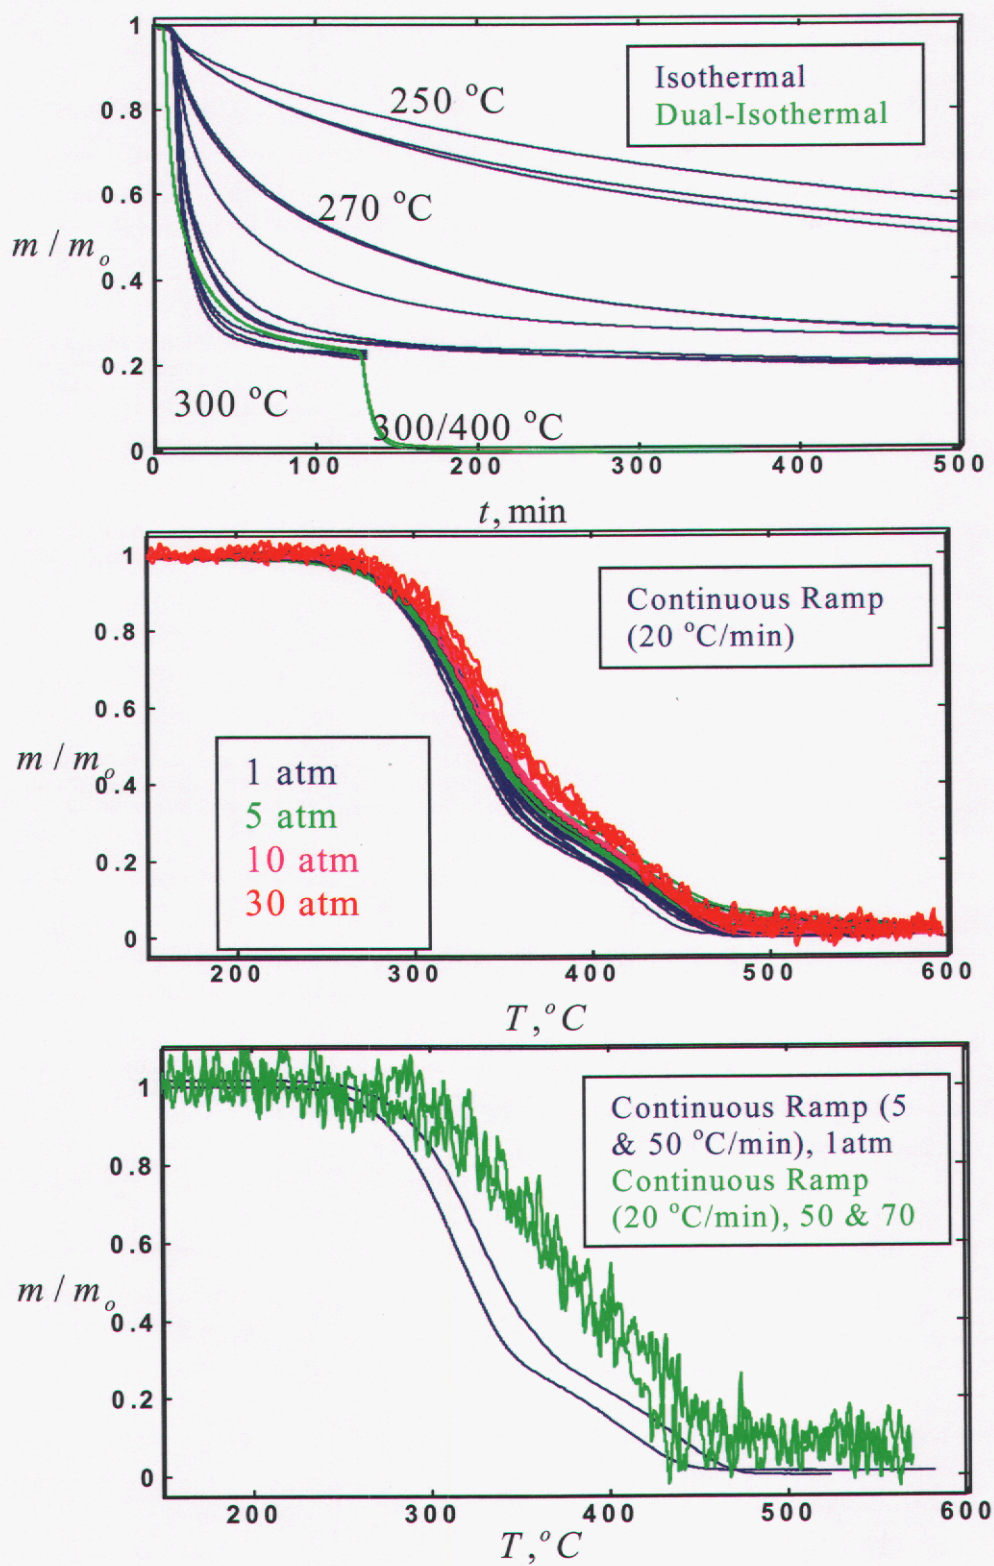 1
0.8
0.6
0.4
0.2
0
m / mo
250 °C
270 °C
300 °C
300/400 °C
Isothermal
Dual-Isothermal
0 100 200 300 400 500
t, min
1
0.8
0.6
0.4
0.2
0
m / mo
Continuous Ramp
(20 °C/min)
1 atm
5 atm
10 atm
30 atm
200 300 400 500 600
T, °C
1
0.8
0.6
0.4
0.2
0
m / mo
Continuous Ramp (5
& 50 °C/min), 1atm
Continuous Ramp
(20 °C/min), 50 & 70
200 300 400 500 600
T, °C